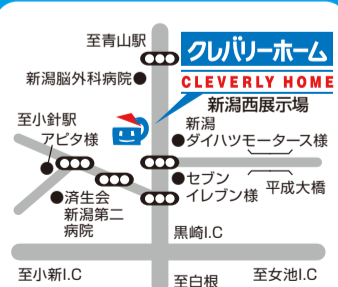 至青山駅
クレバリーホーム
CLEVERLY HOME
新潟西展示場
新潟脳外科病院
至小針駅
アピタ様
新潟
ダイハツモータース様
セブン
イレブン様
平成大橋
済生会
新潟第二
病院
黒崎I.C
至小新I.C
至白根
至女池I.C